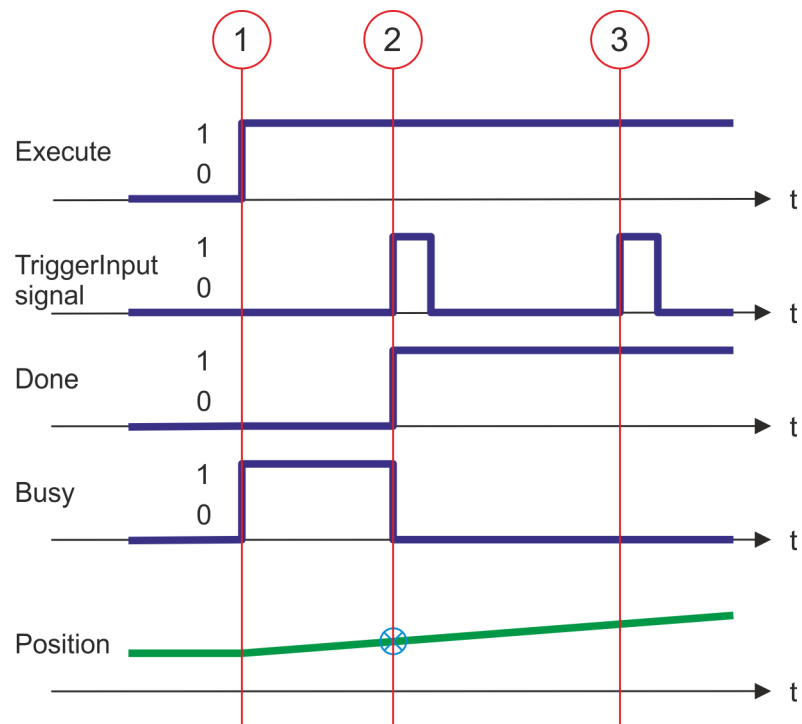 1 2 3
1
Execute
0
t
1
TriggerInput
signal
0
t
1
Done
0
t
1
Busy
0
t
Position
t